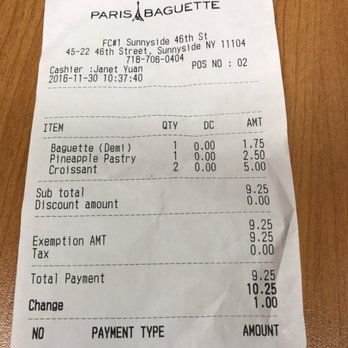 PARIS BAGUETTE
FC#1 Sunnyside 46th St
45-22 46th Street, Sunnyside NY 11104
718-706-0404
Cashier :Janet Yuan POS NO : 02
2016-11-30 10:37:40
ITEM QTY DC AMT
Baguette (Demi) 1 0.00 1.75
Pineapple Pastry 1 0.00 2.50
Croissant 2 0.00 5.00
Sub total 9.25
Discount amount 0.00
9.25
Exemption AMT 9.25
Tax 0.00
Total Payment 9.25
10.25
Change 1.00
NO PAYMENT TYPE AMOUNT